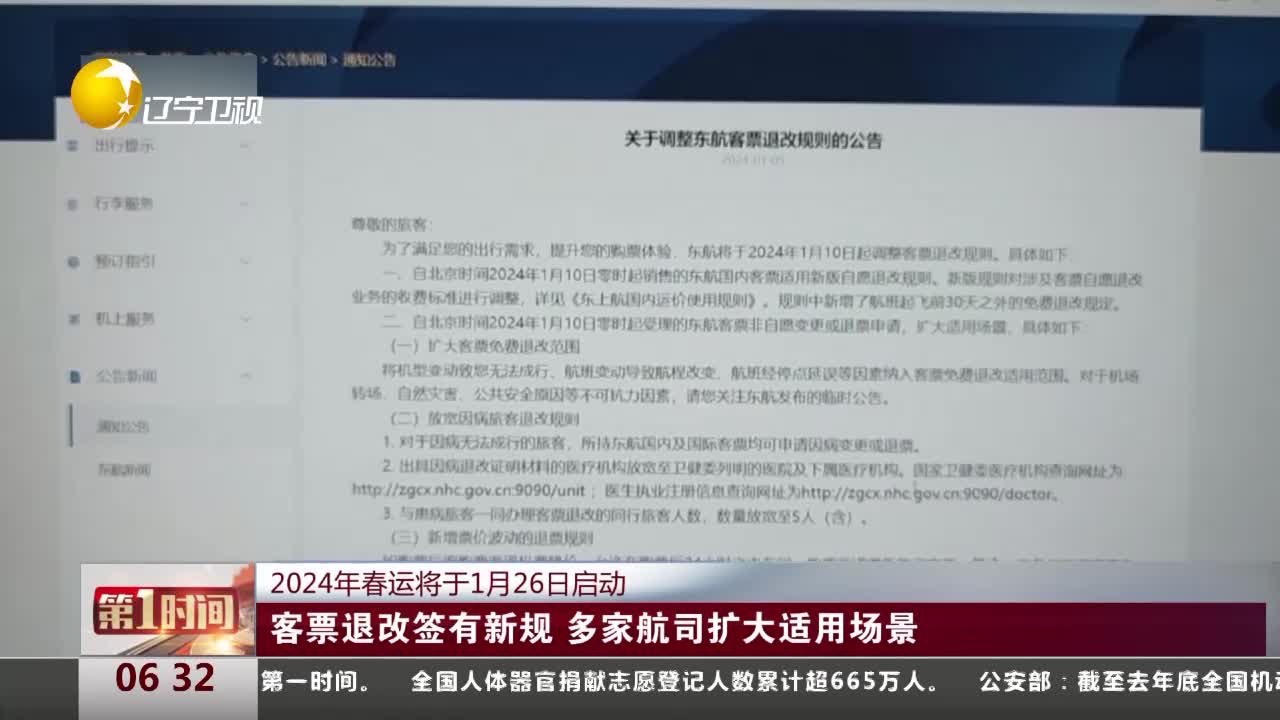 > 公告新闻 > 通知公告
辽宁卫视
出行提示
行李服务
预订指引
机上服务
公告新闻
通知公告
东航新闻
关于调整东航客票退改规则的公告
2024-01-05
尊敬的旅客：
为了满足您的出行需求，提升您的购票体验，东航将于2024年1月10日起调整客票退改规则。具体如下：
一、自北京时间2024年1月10日零时起销售的东航国内客票适用新版自愿退改规则。新版规则对涉及客票自愿退改
业务的收费标准进行调整，详见《东上航国内运价使用规则》。规则中新增了航班起飞前30天之外的免费退改规定。
二、自北京时间2024年1月10日零时起受理的东航客票非自愿变更或退票申请，扩大适用场景，具体如下：
（一）扩大客票免费退改范围
将机型变动致您无法成行、航班变动导致航程改变、航班经停点延误等因素纳入客票免费退改适用范围。对于机场
转场、自然灾害、公共安全原因等不可抗力因素，请您关注东航发布的临时公告。
（二）放宽因病旅客退改规则
1. 对于因病无法成行的旅客，所持东航国内及国际客票均可申请因病变更或退票。
2. 出具因病退改证明材料的医疗机构放宽至卫健委列明的医院及下属医疗机构。国家卫健委医疗机构查询网址为
http://zgcx.nhc.gov.cn:9090/unit ；医生执业注册信息查询网址为http://zgcx.nhc.gov.cn:9090/doctor。
3. 与患病旅客一同办理客票退改的同行旅客人数，数量放宽至5人（含）。
（三）新增票价波动的退票规则
第1时间
2024年春运将于1月26日启动
客票退改签有新规 多家航司扩大适用场景
06 32
第一时间。 全国人体器官捐献志愿登记人数累计超665万人。 公安部：截至去年底全国机动